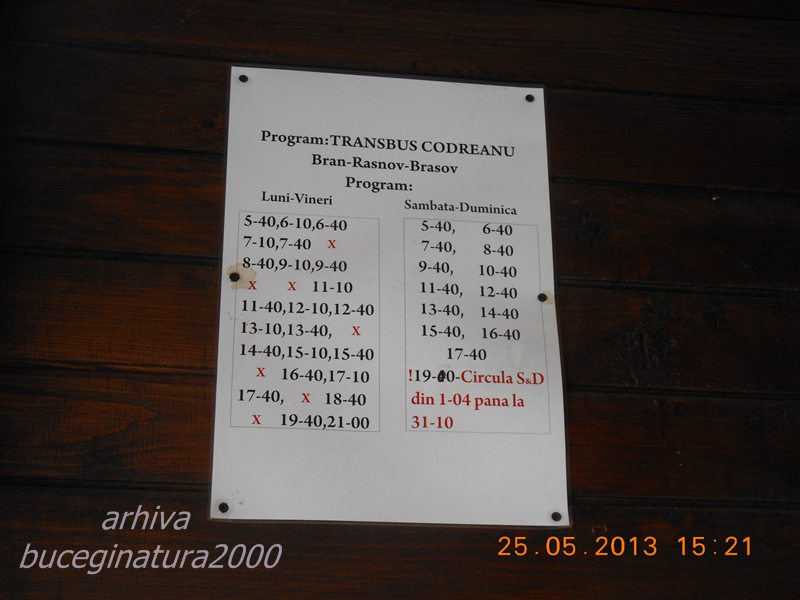 Program:TRANSBUS CODREANU
Bran-Rasnov-Brasov
Program:
Luni-Vineri
5-40,6-10,6-40
7-10,7-40 x
8-40,9-10,9-40
x x 11-10
11-40,12-10,12-40
13-10,13-40, x
14-40,15-10,15-40
x 16-40,17-10
17-40, x 18-40
x 19-40,21-00
Sambata-Duminica
5-40, 6-40
7-40, 8-40
9-40, 10-40
11-40, 12-40
13-40, 14-40
15-40, 16-40
17-40
!19-40-Circula S&D
din 1-04 pana la
31-10
arhiva
buceginatura2000
25.05.2013 15:21